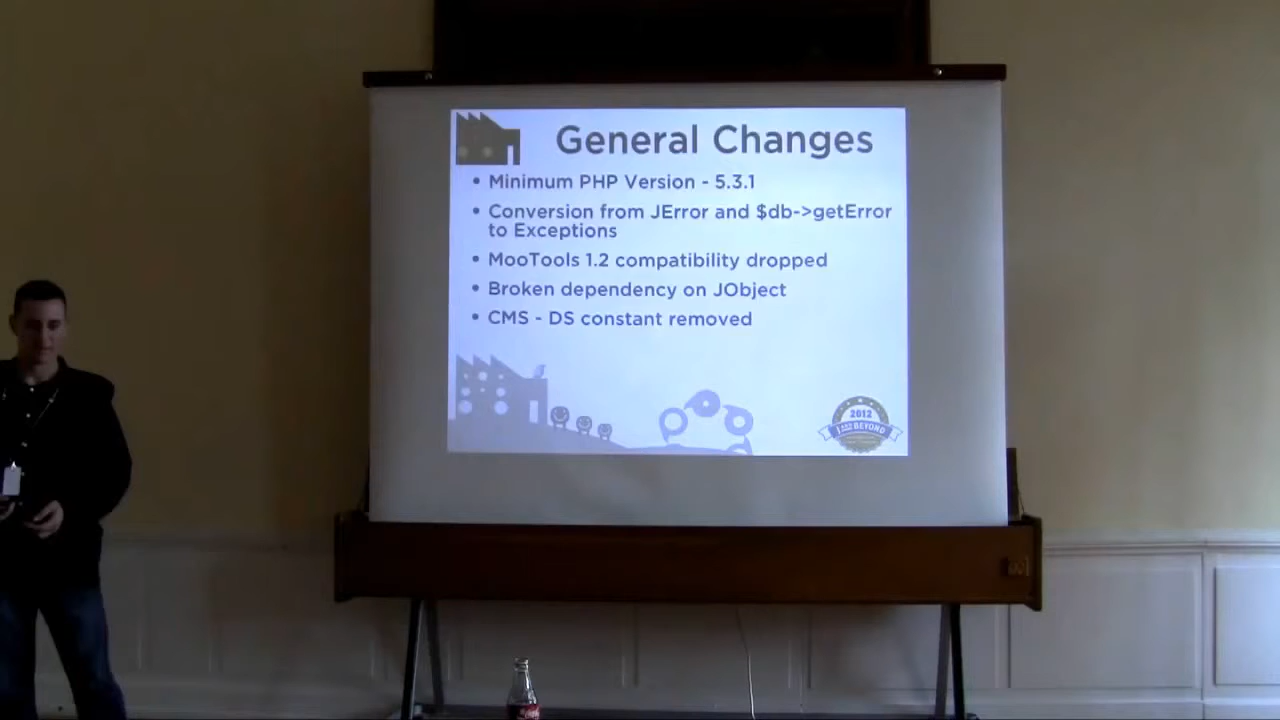 General Changes
• Minimum PHP Version - 5.3.1
• Conversion from JError and $db->getError
to Exceptions
• MooTools 1.2 compatibility dropped
• Broken dependency on JObject
• CMS - DS constant removed
2012
J AND BEYOND